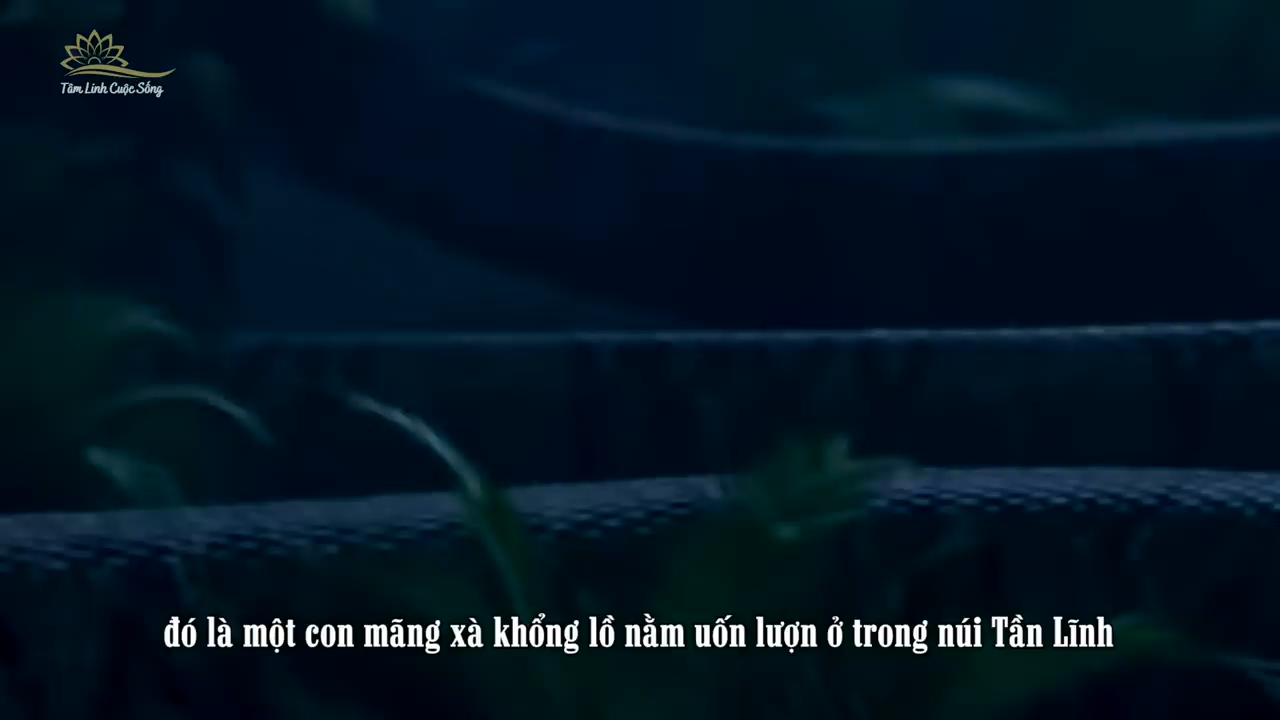 Tâm Linh Cuộc Sống
đó là một con mãng xà khổng lồ nằm uốn lượn ở trong núi Tần Lĩnh